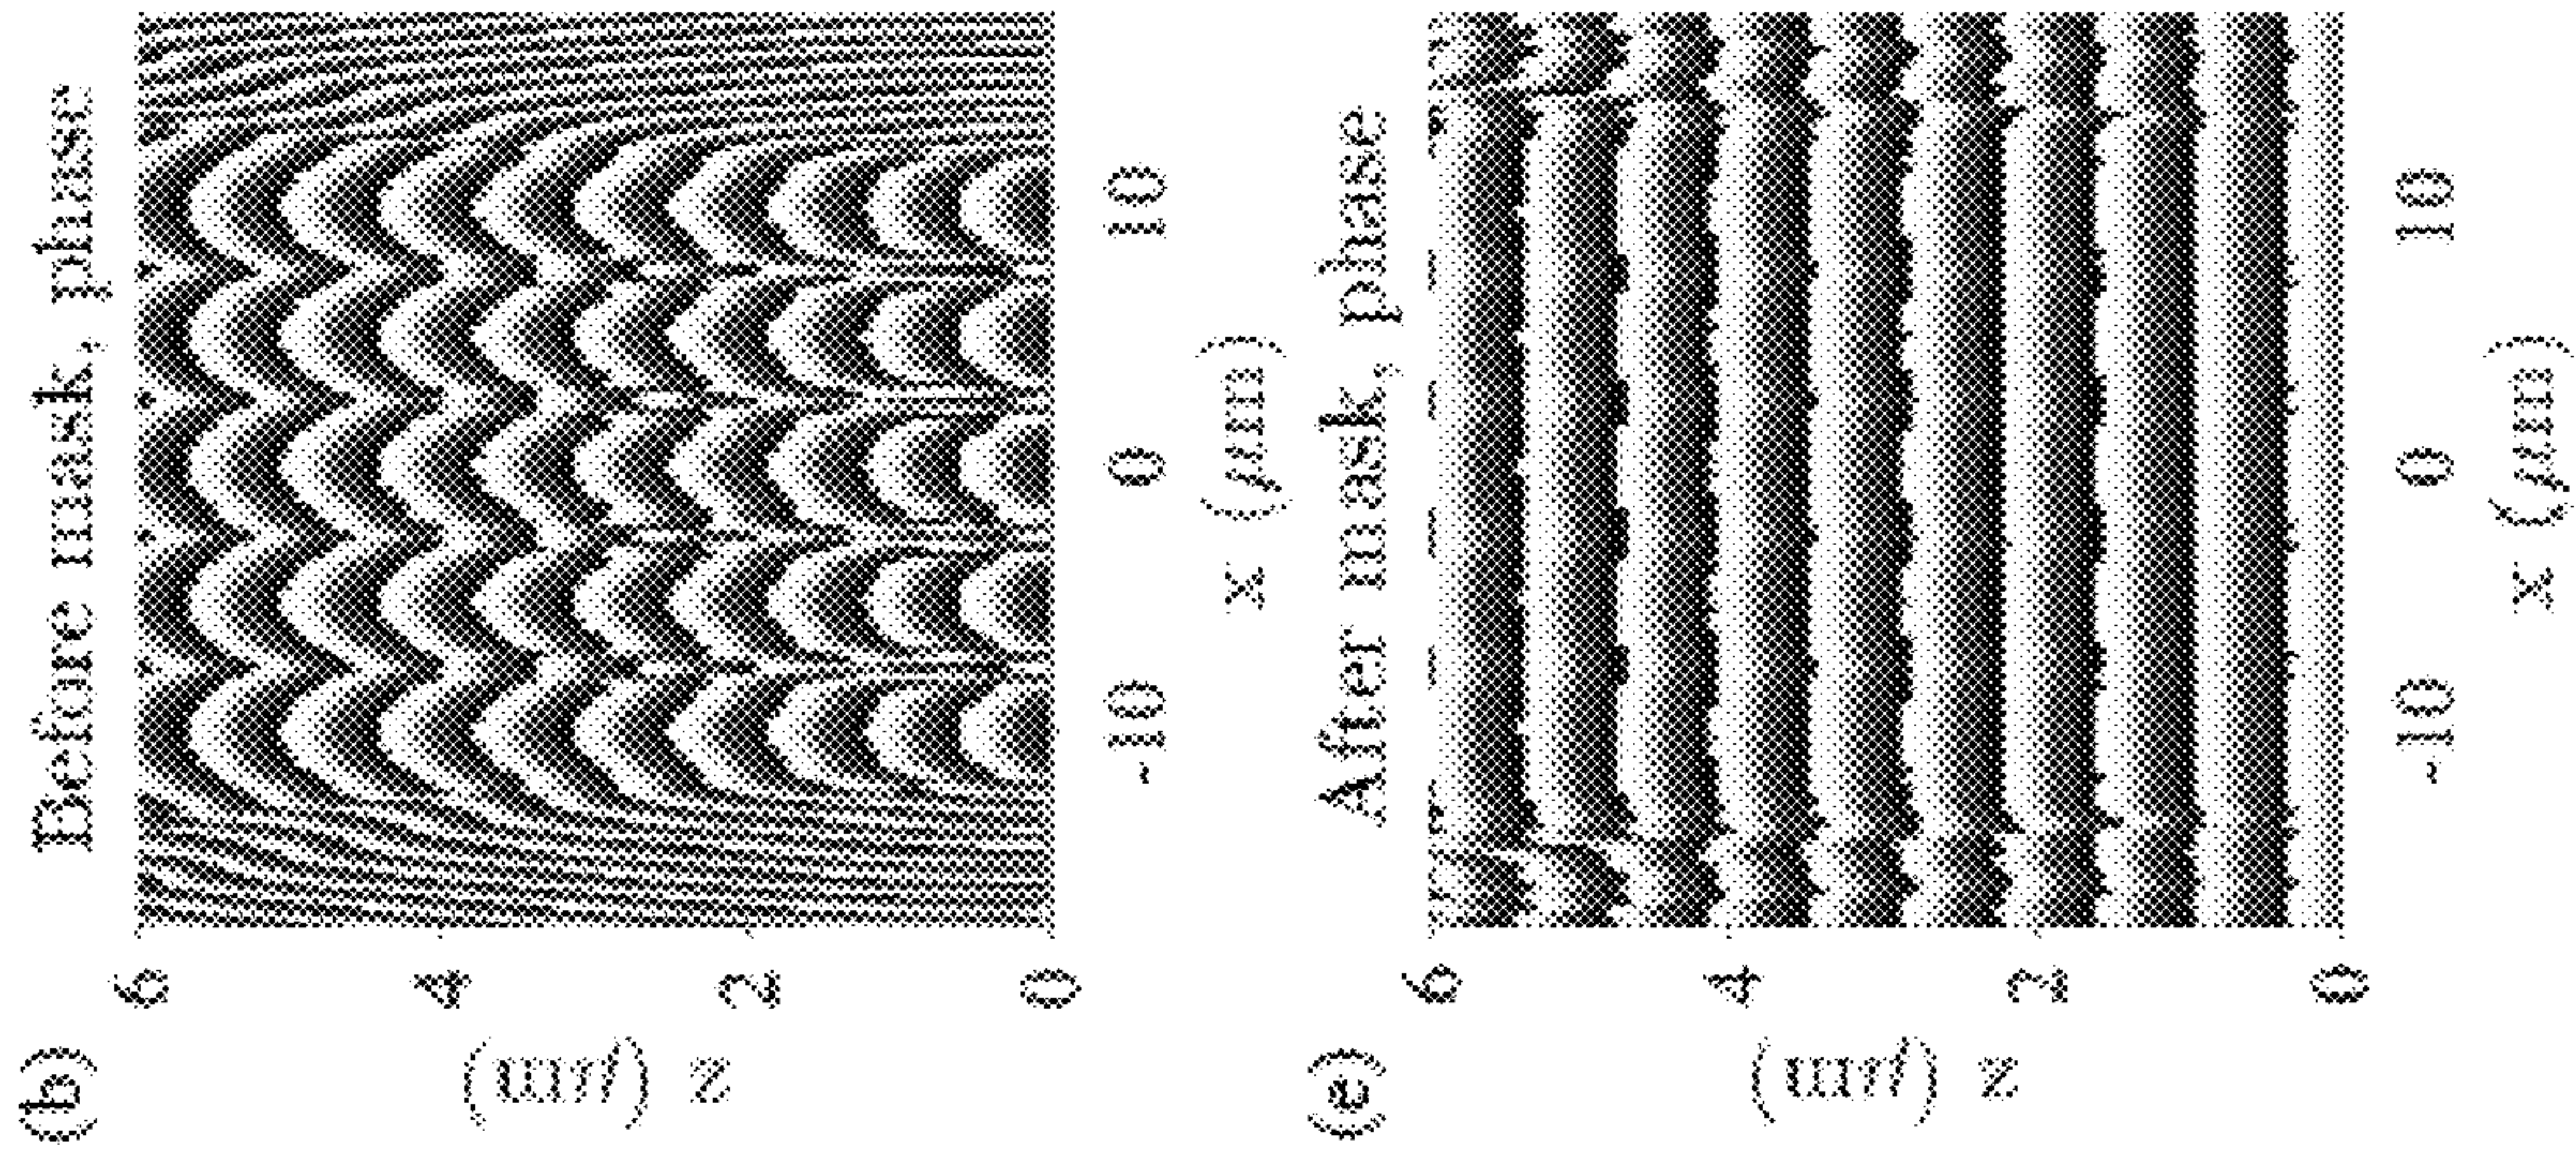 (b)
Before mask, phase
z (μm)
6
4
2
0
-10 0 10
x (μm)
(e)
After mask, phase
z (μm)
6
4
2
0
-10 0 10
x (μm)